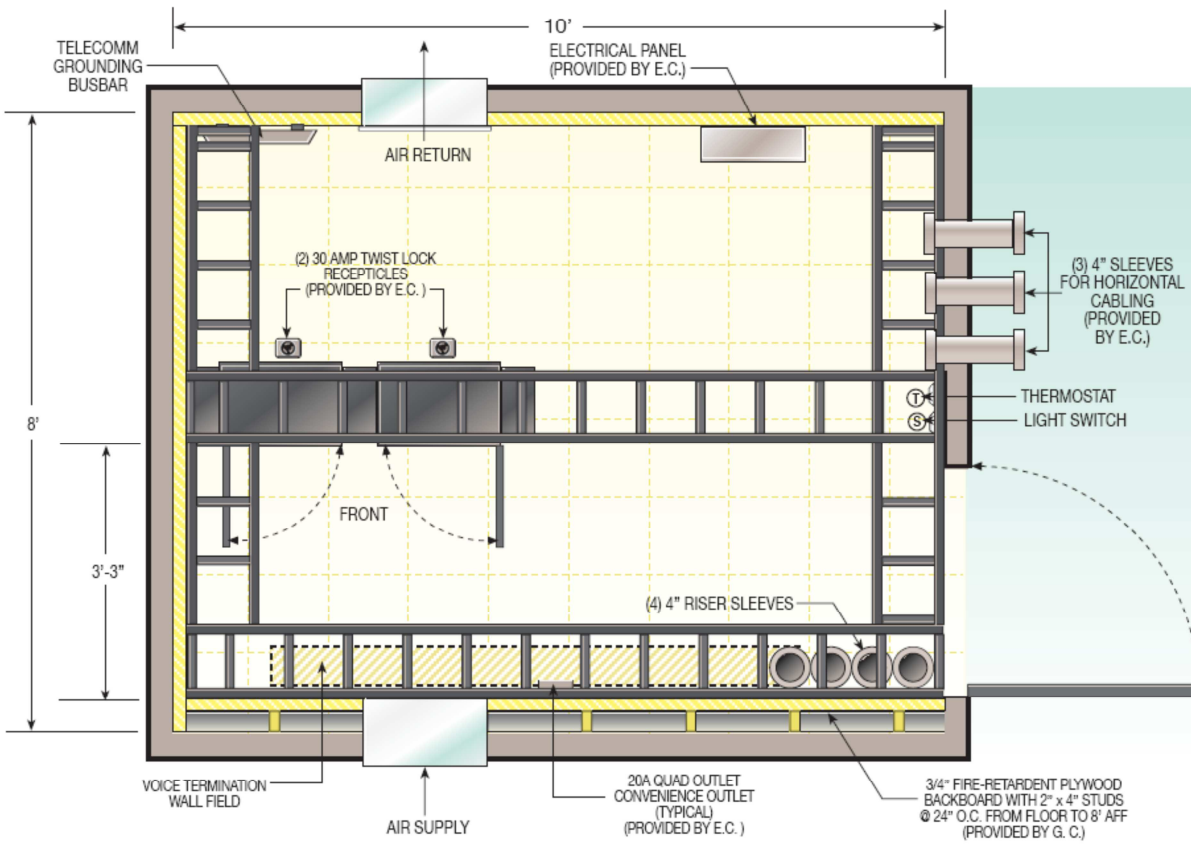 10’
TELECOMM
GROUNDING
BUSBAR
ELECTRICAL PANEL
(PROVIDED BY E.C.)
AIR RETURN
(2) 30 AMP TWIST LOCK
RECEPTICLES
(PROVIDED BY E.C. )
(3) 4” SLEEVES
FOR HORIZONTAL
CABLING
(PROVIDED
BY E.C.)
T
THERMOSTAT
S
LIGHT SWITCH
8’
FRONT
3’-3”
(4) 4” RISER SLEEVES
VOICE TERMINATION
WALL FIELD
AIR SUPPLY
20A QUAD OUTLET
CONVENIENCE OUTLET
(TYPICAL)
(PROVIDED BY E.C. )
3/4” FIRE-RETARDENT PLYWOOD
BACKBOARD WITH 2” x 4” STUDS
@ 24” O.C. FROM FLOOR TO 8’ AFF
(PROVIDED BY G. C.)